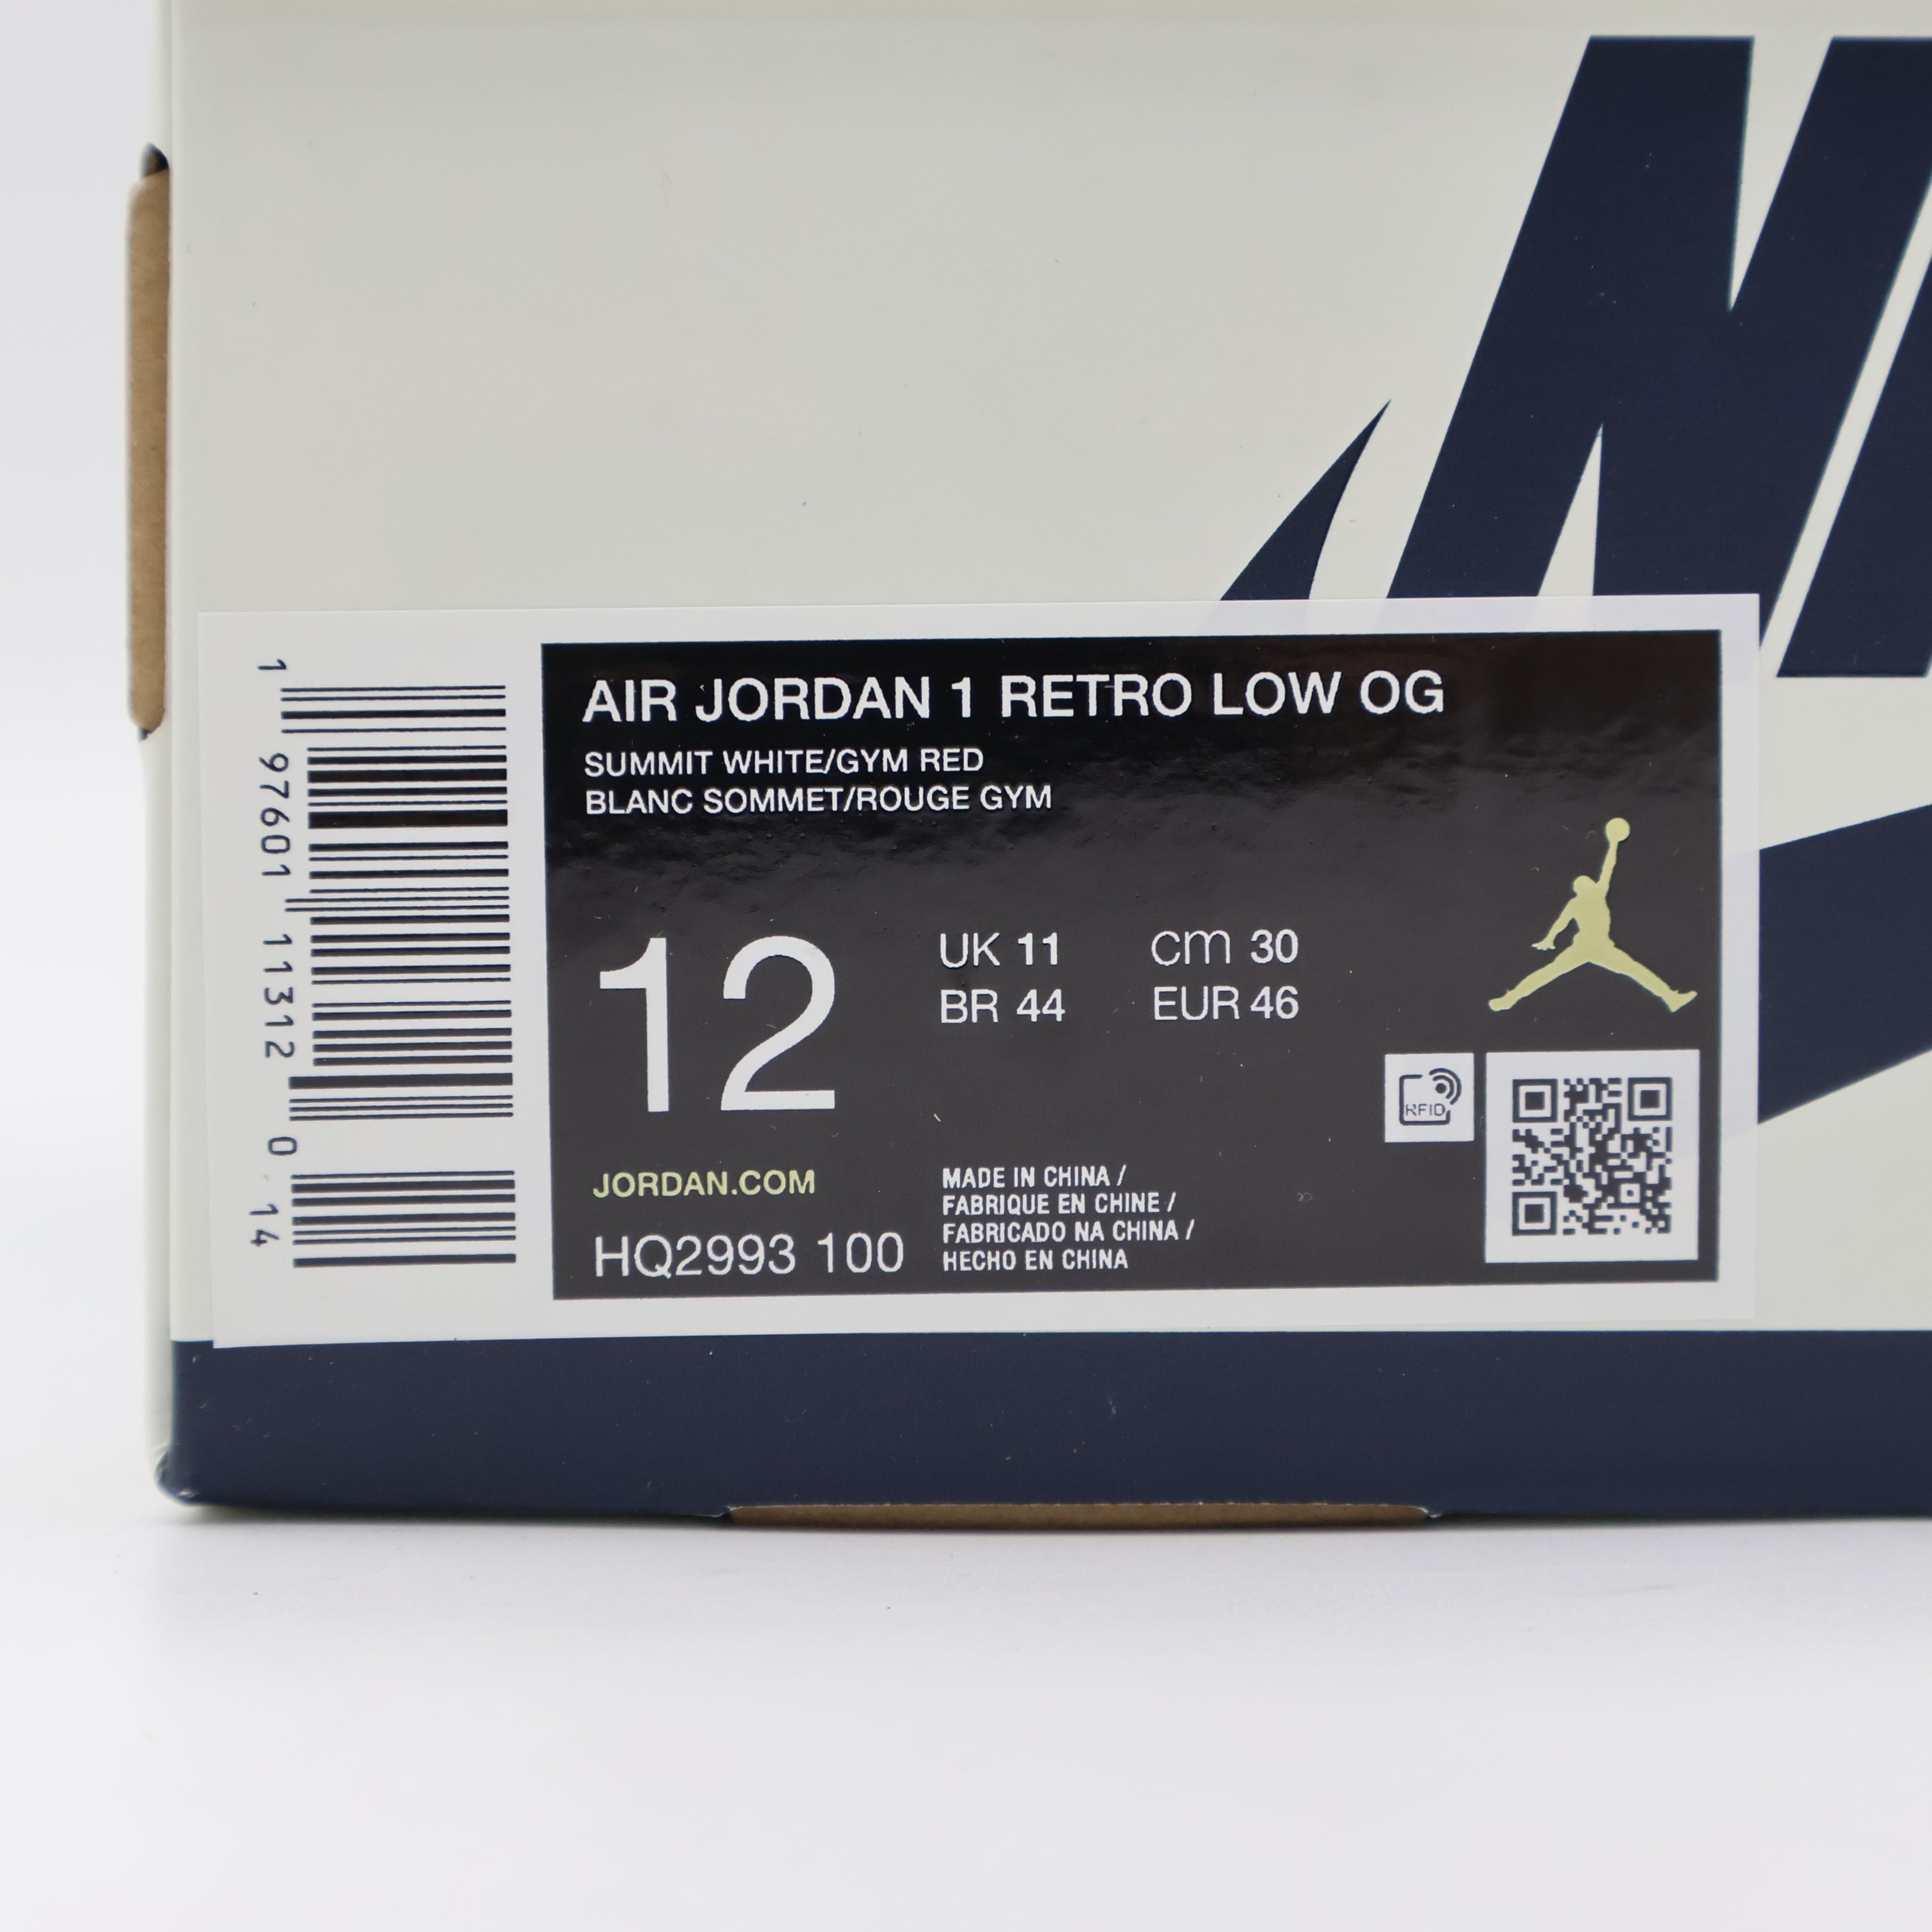 AIR JORDAN 1 RETRO LOW OG
SUMMIT WHITE/GYM RED
BLANC SOMMET/ROUGE GYM
12
UK 11
cm 30
BR 44
EUR 46
RFID
JORDAN.COM
HQ2993 100
MADE IN CHINA /
FABRIQUE EN CHINE /
FABRICADO NA CHINA /
HECHO EN CHINA
1 97601 11312 0 14